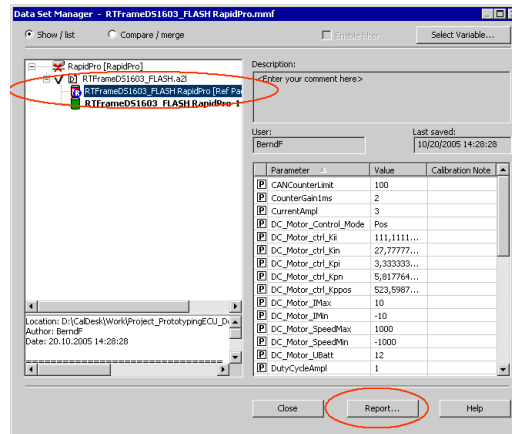 Data Set Manager - RTFrameDS1603_FLASH RapidPro.mmf
Show / list
Compare / merge
Enable filter
Select Variable...
RapidPro [RapidPro]
RTFrameDS1603_FLASH.a2l
RTFrameDS1603_FLASH RapidPro [Ref Pa
RTFrameDS1603_FLASH RapidPro_1
Description:
<Enter your comment here>
User:
Last saved:
BerndF
10/20/2005 14:28:28
Parameter Value Calibration Note
P CANCounterLimit 100
P CounterGain1ms 2
P CurrentAmpl 3
P DC_Motor_Control_Mode Pos
P DC_Motor_ctrl_Kii 111,1111...
P DC_Motor_ctrl_Kin 27,77777...
P DC_Motor_ctrl_Kpi 3,333333...
P DC_Motor_ctrl_Kpn 5,817764...
P DC_Motor_ctrl_Kppos 523,5987...
P DC_Motor_IMax 10
P DC_Motor_IMin -10
P DC_Motor_SpeedMax 1000
P DC_Motor_SpeedMin -1000
P DC_Motor_UBatt 12
P DutyCycleAmpl 1
Location: D:\CalDesk\Work\Project_PrototypingECU_D
Author: BerndF
Date: 20.10.2005 14:28:28
================================
Close
Report...
Help